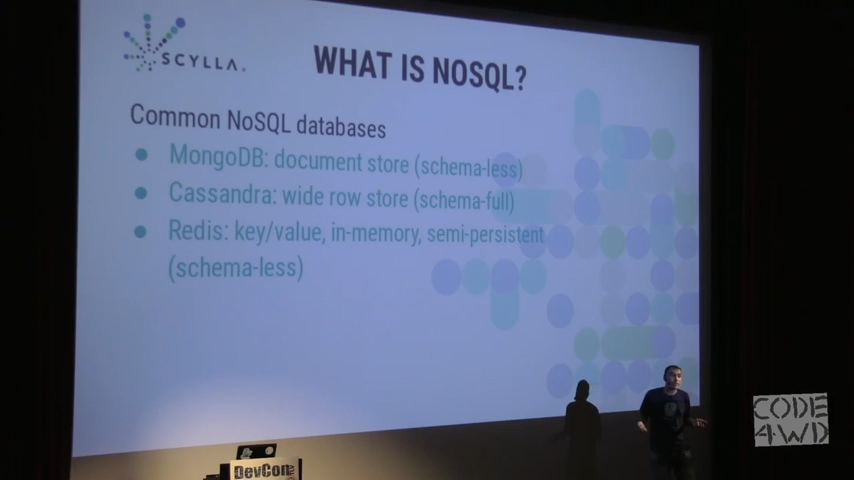 SCYLLA.
WHAT IS NOSQL?
Common NoSQL databases
MongoDB: document store (schema-less)
Cassandra: wide row store (schema-full)
Redis: key/value, in-memory, semi-persistent
(schema-less)
CODE
4WD
DevCon